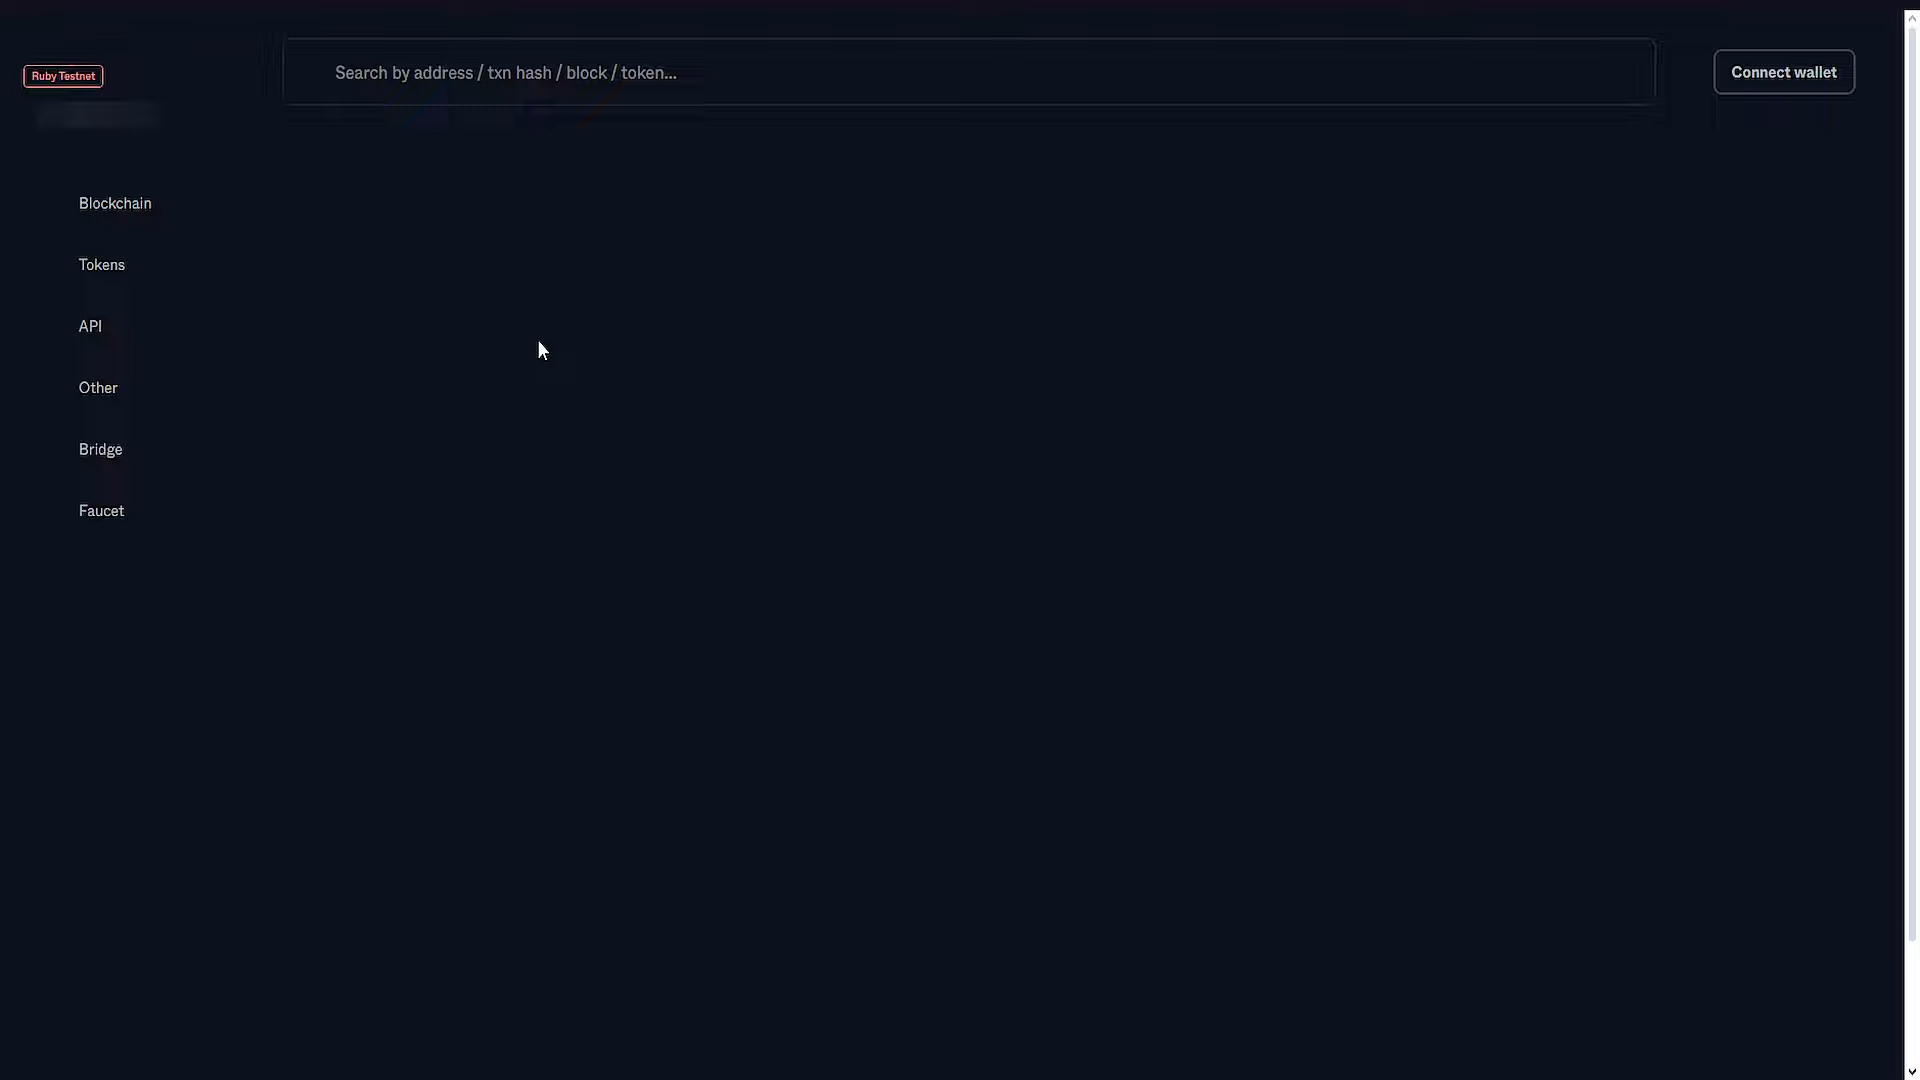 Ruby Testnet
Search by address / txn hash / block / token...
Connect wallet
Blockchain
Tokens
API
Other
Bridge
Faucet